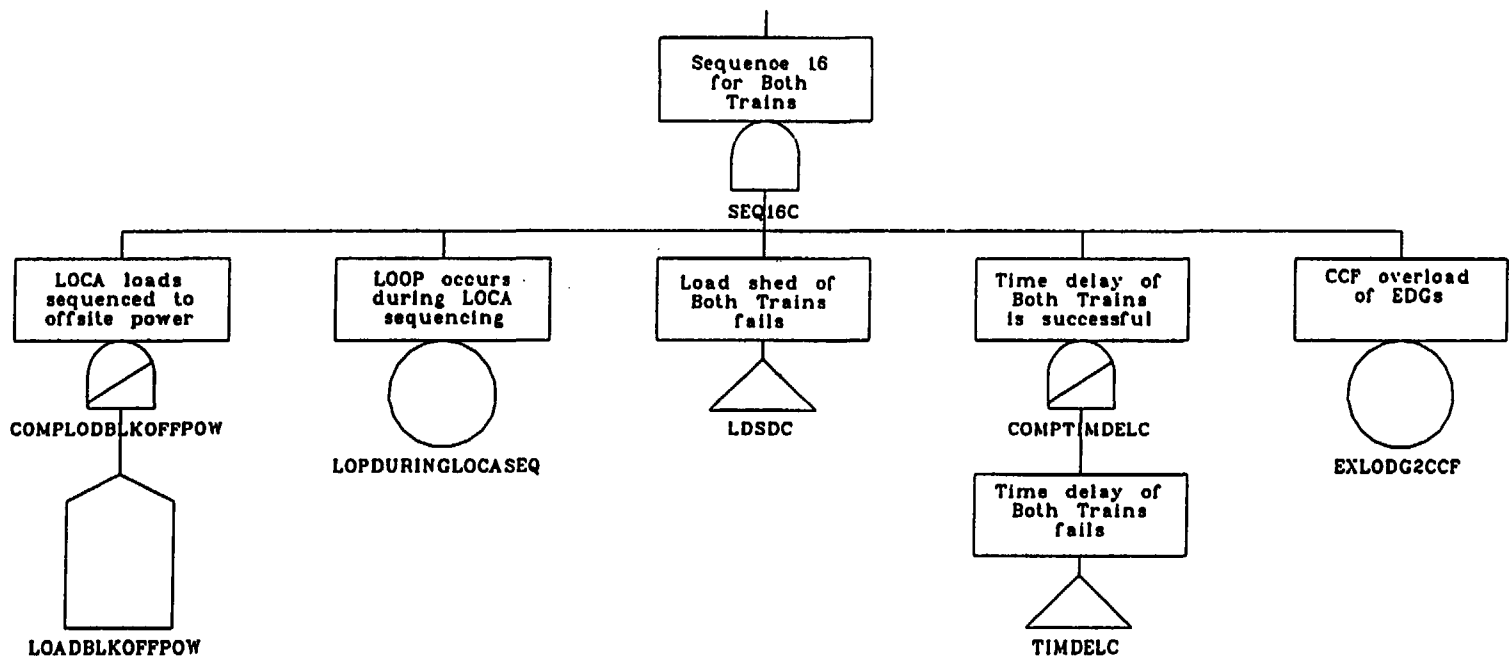 Sequence 16
for Both
Trains
SEQ16C
LOCA loads
sequenced to
offsite power
COMPLODBLKOFFPOW
LOADBLKOFFPOW
LOOP occurs
during LOCA
sequencing
LOPDURINGLOCASEQ
Load shed of
Both Trains
fails
LDSDC
Time delay of
Both Trains
is successful
COMPTIMDELC
Time delay of
Both Trains
fails
TIMDELC
CCF overload
of EDGs
EXLODG2CCF